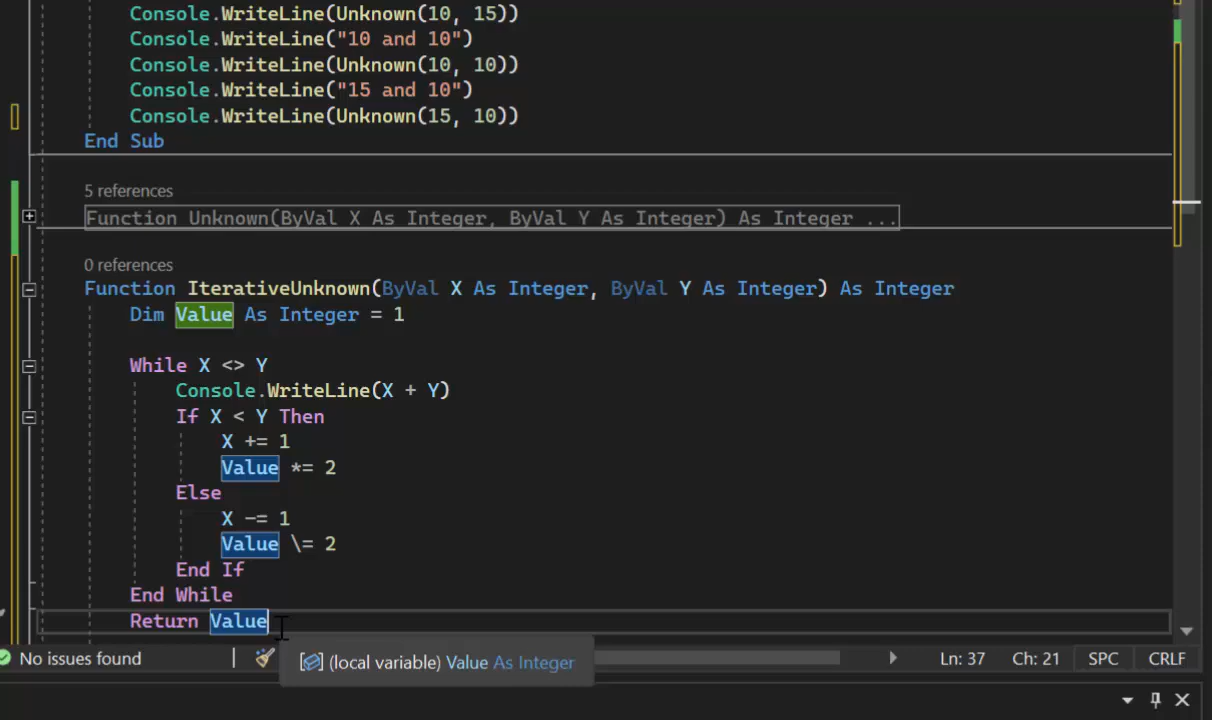 Console.WriteLine(Unknown(10, 15))
Console.WriteLine("10 and 10")
Console.WriteLine(Unknown(10, 10))
Console.WriteLine("15 and 10")
Console.WriteLine(Unknown(15, 10))
End Sub
5 references
Function Unknown(ByVal X As Integer, ByVal Y As Integer) As Integer ...
0 references
Function IterativeUnknown(ByVal X As Integer, ByVal Y As Integer) As Integer
Dim Value As Integer = 1
While X <> Y
Console.WriteLine(X + Y)
If X < Y Then
X += 1
Value *= 2
Else
X -= 1
Value \= 2
End If
End While
Return Value
No issues found
(local variable) Value As Integer
Ln: 37 Ch: 21 SPC CRLF